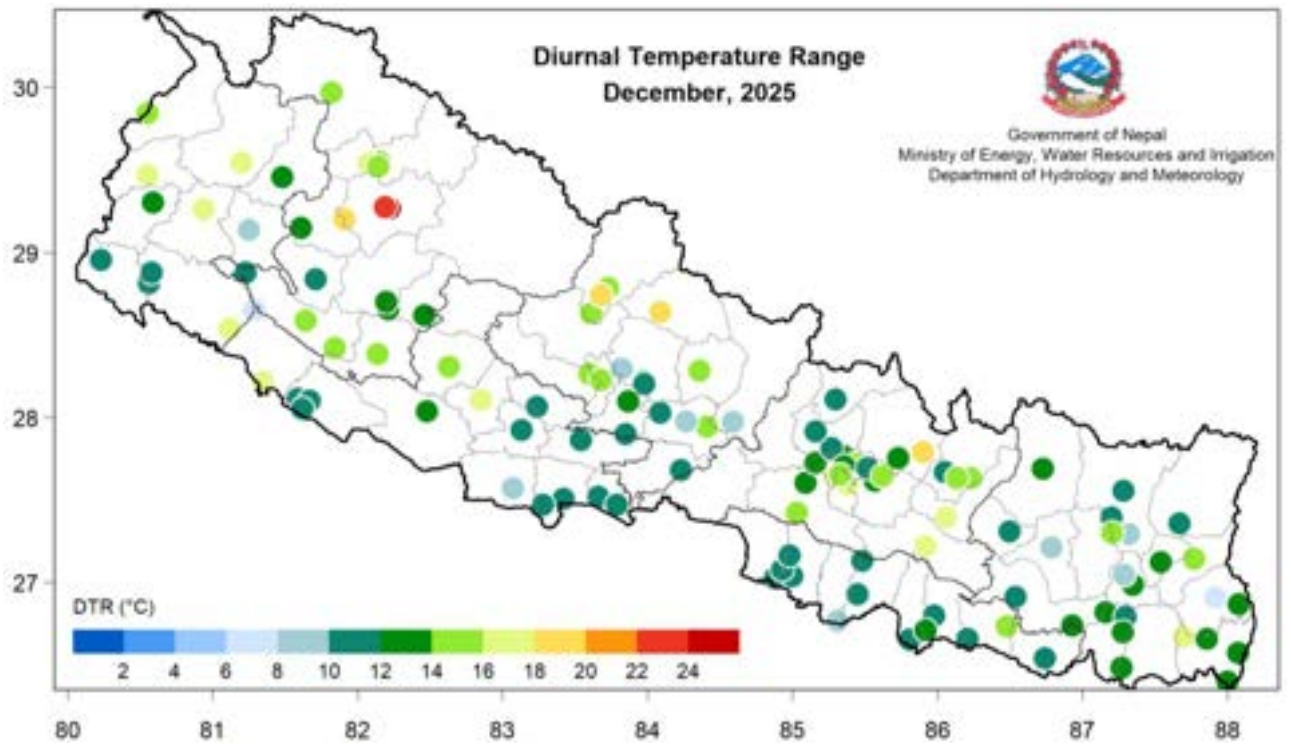 Diurnal Temperature Range
December, 2025
Government of Nepal
Ministry of Energy, Water Resources and Irrigation
Department of Hydrology and Meteorology
30
29
28
27
DTR (°C)
2 4 6 8 10 12 14 16 18 20 22 24
80 81 82 83 84 85 86 87 88